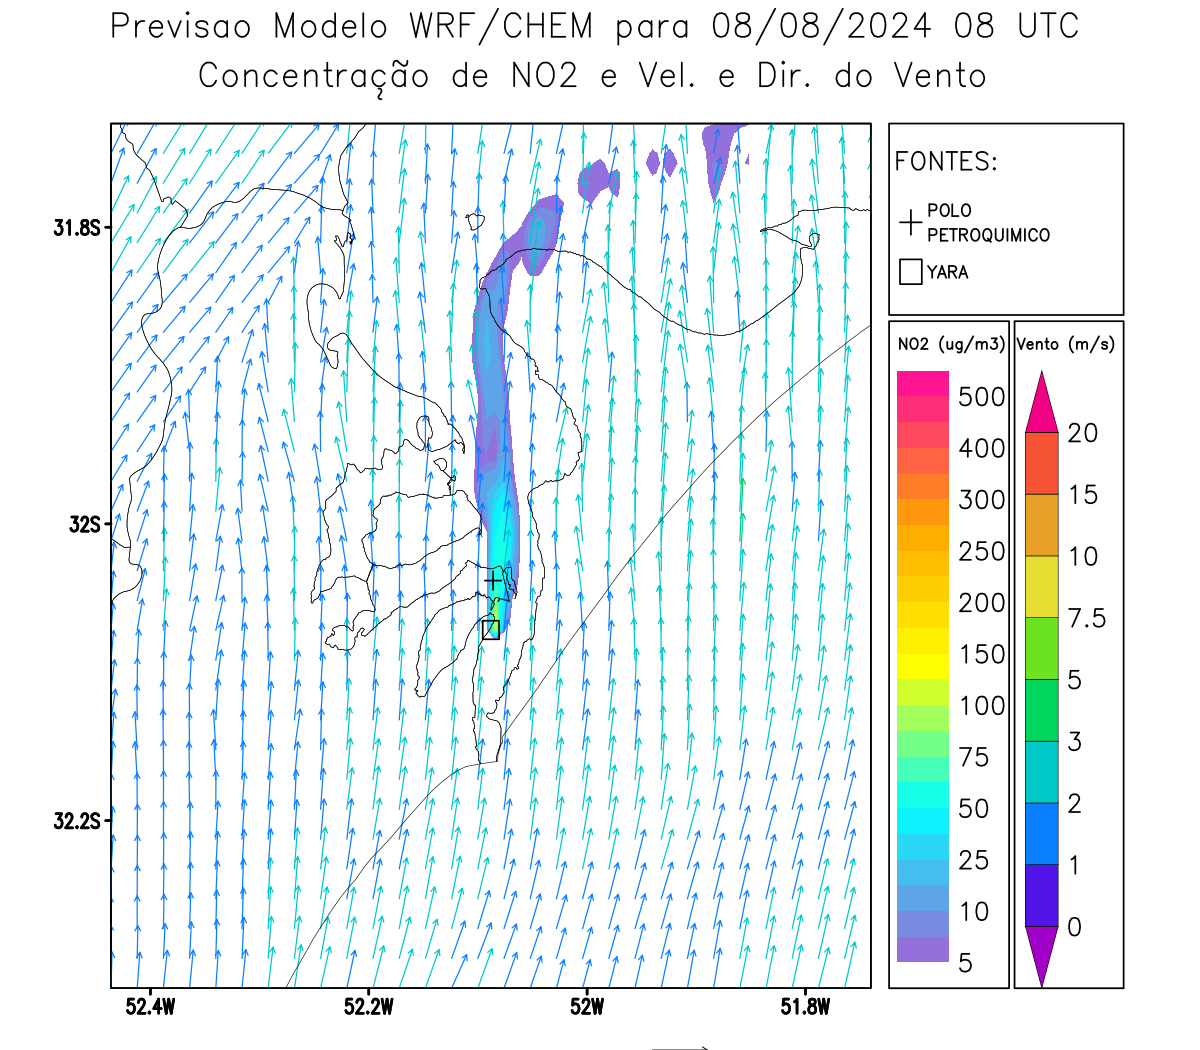 Previsao Modelo WRF/CHEM para 08/08/2024 08 UTC
Concentração de NO2 e Vel. e Dir. do Vento
FONTES:
POLO
PETROQUIMICO
YARA
NO2 (ug/m3)
500
400
300
250
200
150
100
75
50
25
10
5
Vento (m/s)
20
15
10
7.5
5
3
2
1
0
31.8S
32S
32.2S
52.4W 52.2W 52W 51.8W